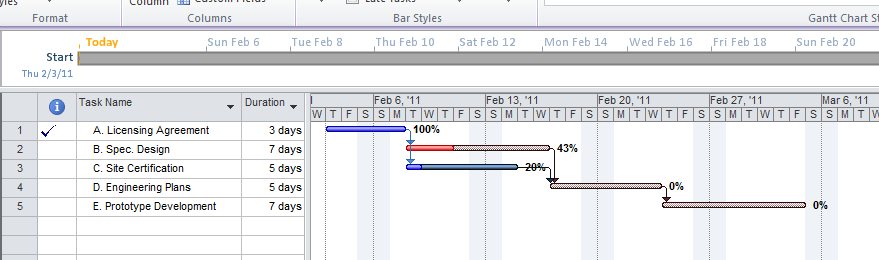 Column
Custom Fields
Late Tasks
Format
Columns
Bar Styles
Gantt Chart St
Today
Sun Feb 6
Tue Feb 8
Thu Feb 10
Sat Feb 12
Mon Feb 14
Wed Feb 16
Fri Feb 18
Sun Feb 20
Start
Thu 2/3/11
Task Name Duration
Feb 6, '11 Feb 13, '11 Feb 20, '11 Feb 27, '11 Mar 6, '11
W T F S S M T W T F S S M T W T F S S M T W T F S S M T W T F S S M T
1 A. Licensing Agreement 3 days 100%
2 B. Spec. Design 7 days 43%
3 C. Site Certification 5 days 20%
4 D. Engineering Plans 5 days 0%
5 E. Prototype Development 7 days 0%